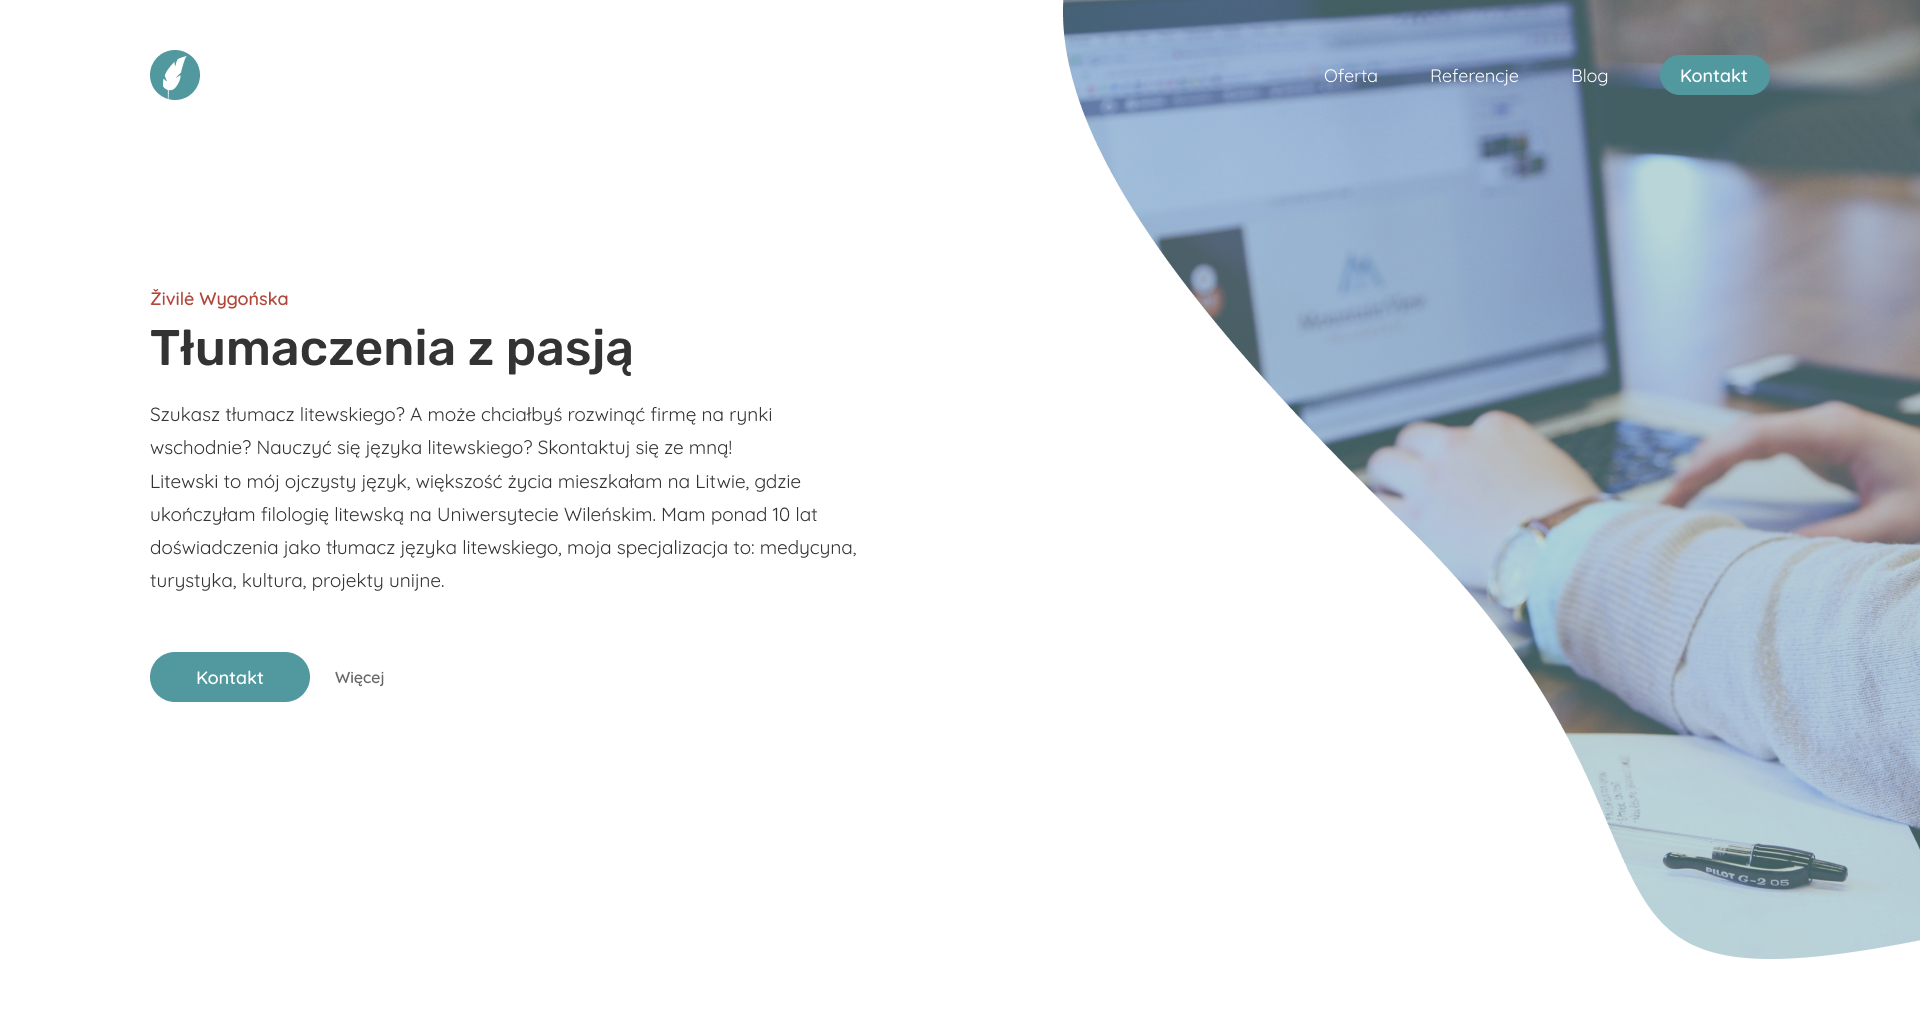 Oferta
Referencje
Blog
Kontakt
Živilė Wygońska
Tłumaczenia z pasją
Szukasz tłumacz litewskiego? A może chciałbyś rozwinąć firmę na rynki
wschodnie? Nauczyć się języka litewskiego? Skontaktuj się ze mną!
Litewski to mój ojczysty język, większość życia mieszkałam na Litwie, gdzie
ukończyłam filologię litewską na Uniwersytecie Wileńskim. Mam ponad 10 lat
doświadczenia jako tłumacz języka litewskiego, moja specjalizacja to: medycyna,
turystyka, kultura, projekty unijne.
Kontakt
Więcej
PILOT G-2 05